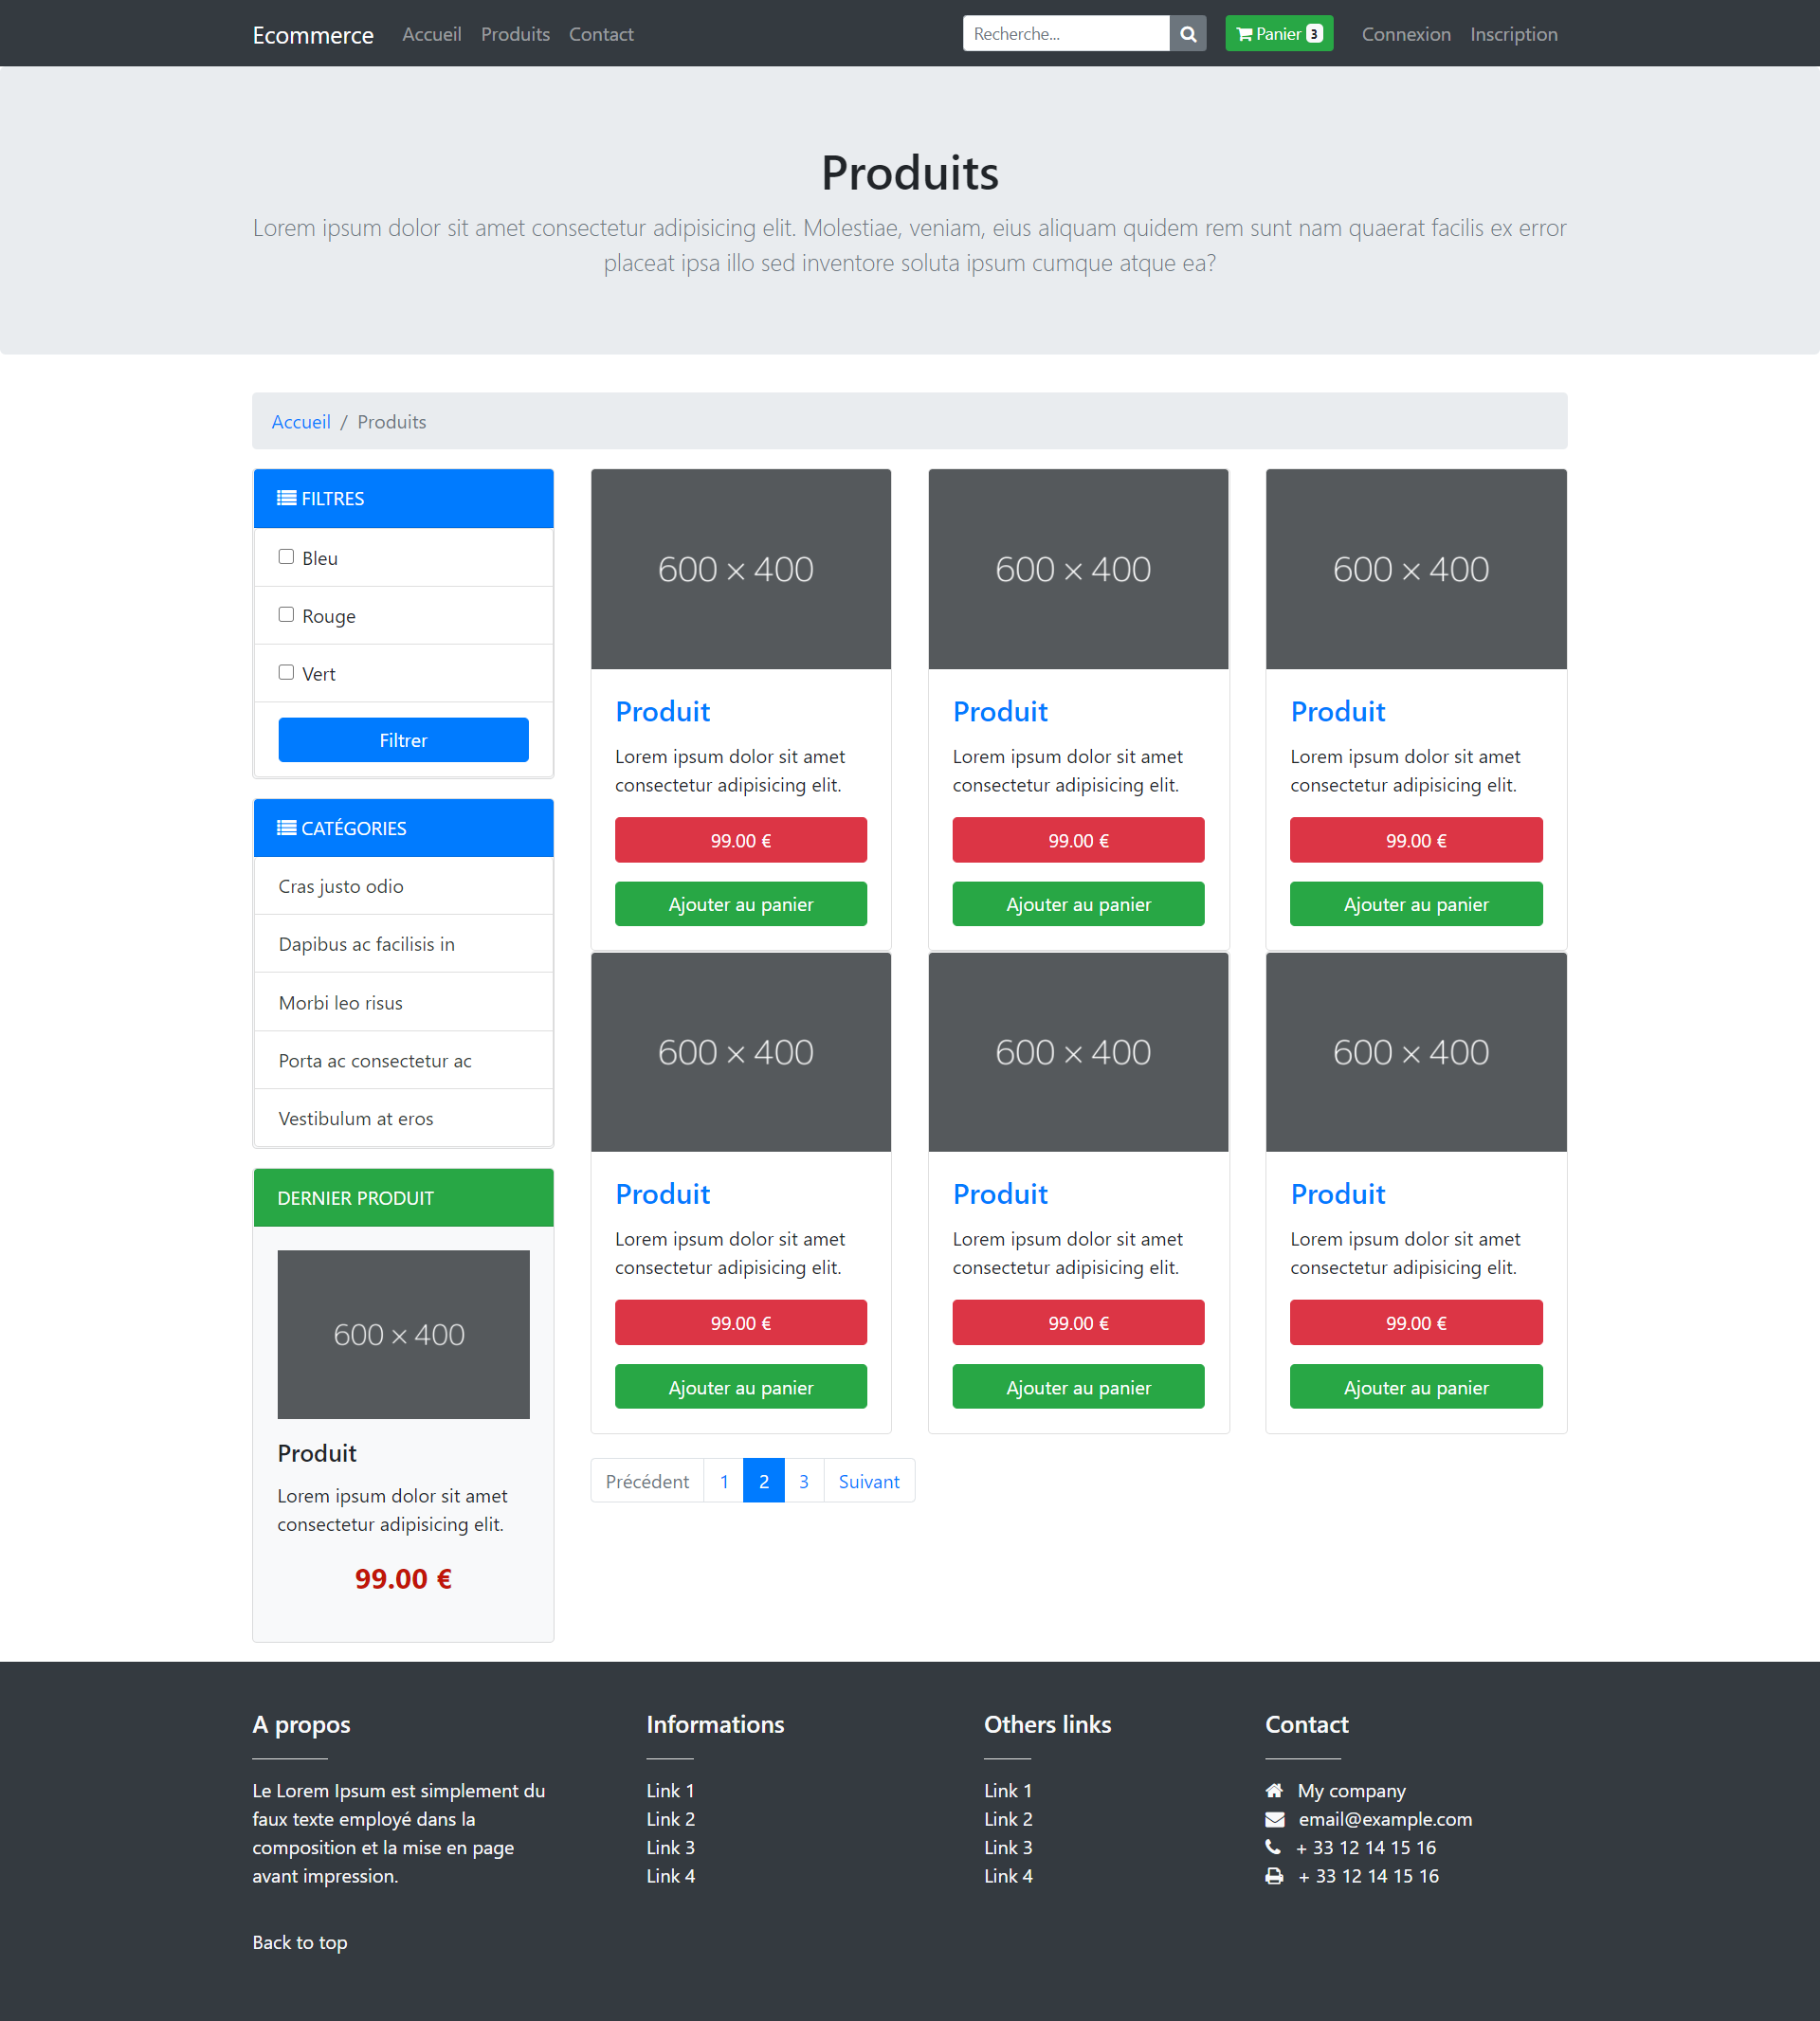 Ecommerce Accueil Produits Contact Recherche... Panier 3 Connexion Inscription
Produits
Lorem ipsum dolor sit amet consectetur adipisicing elit. Molestiae, veniam, eius aliquam quidem rem sunt nam quaerat facilis ex error
placeat ipsa illo sed inventore soluta ipsum cumque atque ea?
Accueil / Produits
FILTRES
Bleu
Rouge
Vert
Filtrer
CATÉGORIES
Cras justo odio
Dapibus ac facilisis in
Morbi leo risus
Porta ac consectetur ac
Vestibulum at eros
DERNIER PRODUIT
600 × 400
Produit
Lorem ipsum dolor sit amet
consectetur adipisicing elit.
99.00 €
600 × 400
Produit
Lorem ipsum dolor sit amet
consectetur adipisicing elit.
99.00 €
Ajouter au panier
600 × 400
Produit
Lorem ipsum dolor sit amet
consectetur adipisicing elit.
99.00 €
Ajouter au panier
600 × 400
Produit
Lorem ipsum dolor sit amet
consectetur adipisicing elit.
99.00 €
Ajouter au panier
600 × 400
Produit
Lorem ipsum dolor sit amet
consectetur adipisicing elit.
99.00 €
Ajouter au panier
600 × 400
Produit
Lorem ipsum dolor sit amet
consectetur adipisicing elit.
99.00 €
Ajouter au panier
600 × 400
Produit
Lorem ipsum dolor sit amet
consectetur adipisicing elit.
99.00 €
Ajouter au panier
Précédent 1 2 3 Suivant
A propos
Le Lorem Ipsum est simplement du
faux texte employé dans la
composition et la mise en page
avant impression.
Informations
Link 1
Link 2
Link 3
Link 4
Others links
Link 1
Link 2
Link 3
Link 4
Contact
My company
email@example.com
+ 33 12 14 15 16
+ 33 12 14 15 16
Back to top